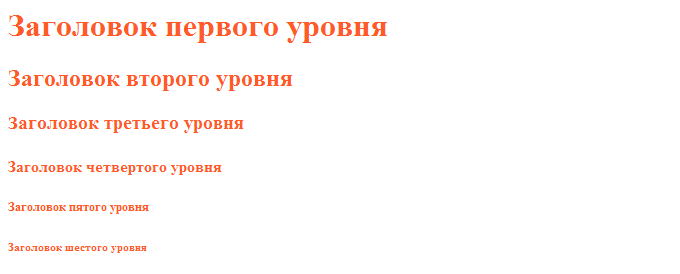 Заголовок первого уровня
Заголовок второго уровня
Заголовок третьего уровня
Заголовок четвертого уровня
Заголовок пятого уровня
Заголовок шестого уровня